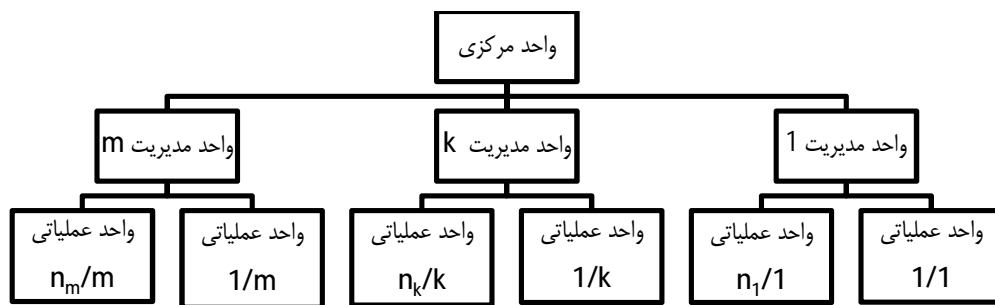 واحد مرکزی
واحد مدیریت 1
واحد مدیریت k
واحد مدیریت m
واحد عملیاتی
1/1
واحد عملیاتی
n₁/1
واحد عملیاتی
1/k
واحد عملیاتی
nₖ/k
واحد عملیاتی
1/m
واحد عملیاتی
nₘ/m